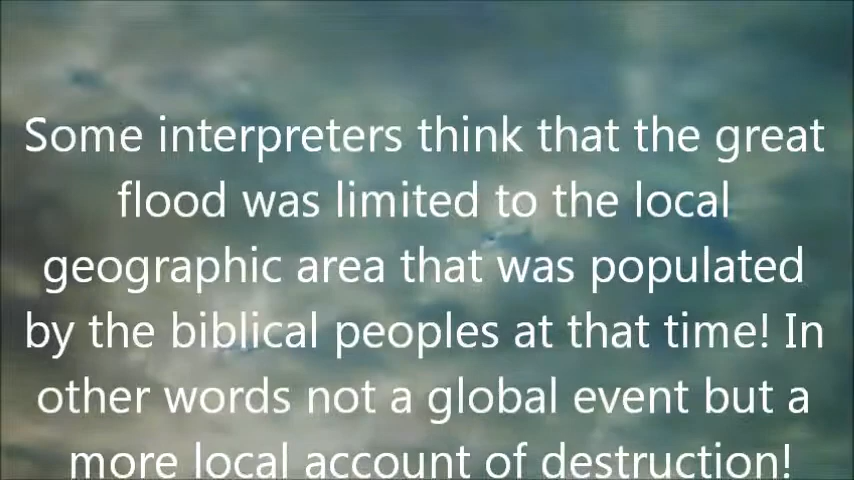 Some interpreters think that the great
flood was limited to the local
geographic area that was populated
by the biblical peoples at that time! In
other words not a global event but a
more local account of destruction!